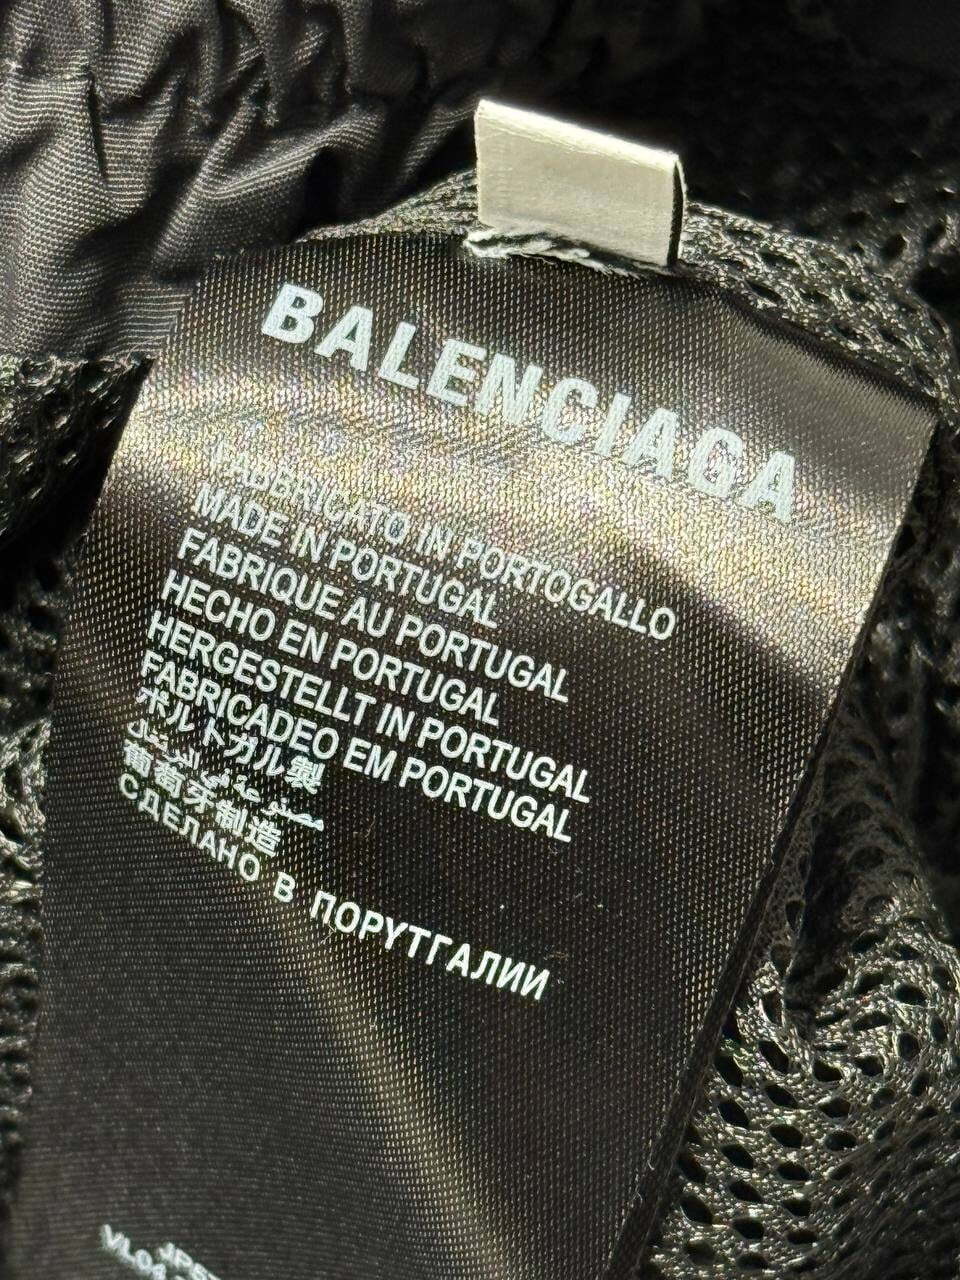 BALENCIAGA
FABBRICATO IN PORTOGALLO
MADE IN PORTUGAL
FABRIQUE AU PORTUGAL
HECHO EN PORTUGAL
HERGESTELLT IN PORTUGAL
FABRICADEO EM PORTUGAL
ポルトガル製
葡萄牙制造
СДЕЛАНО В ПОРУТГАЛИИ
VL04